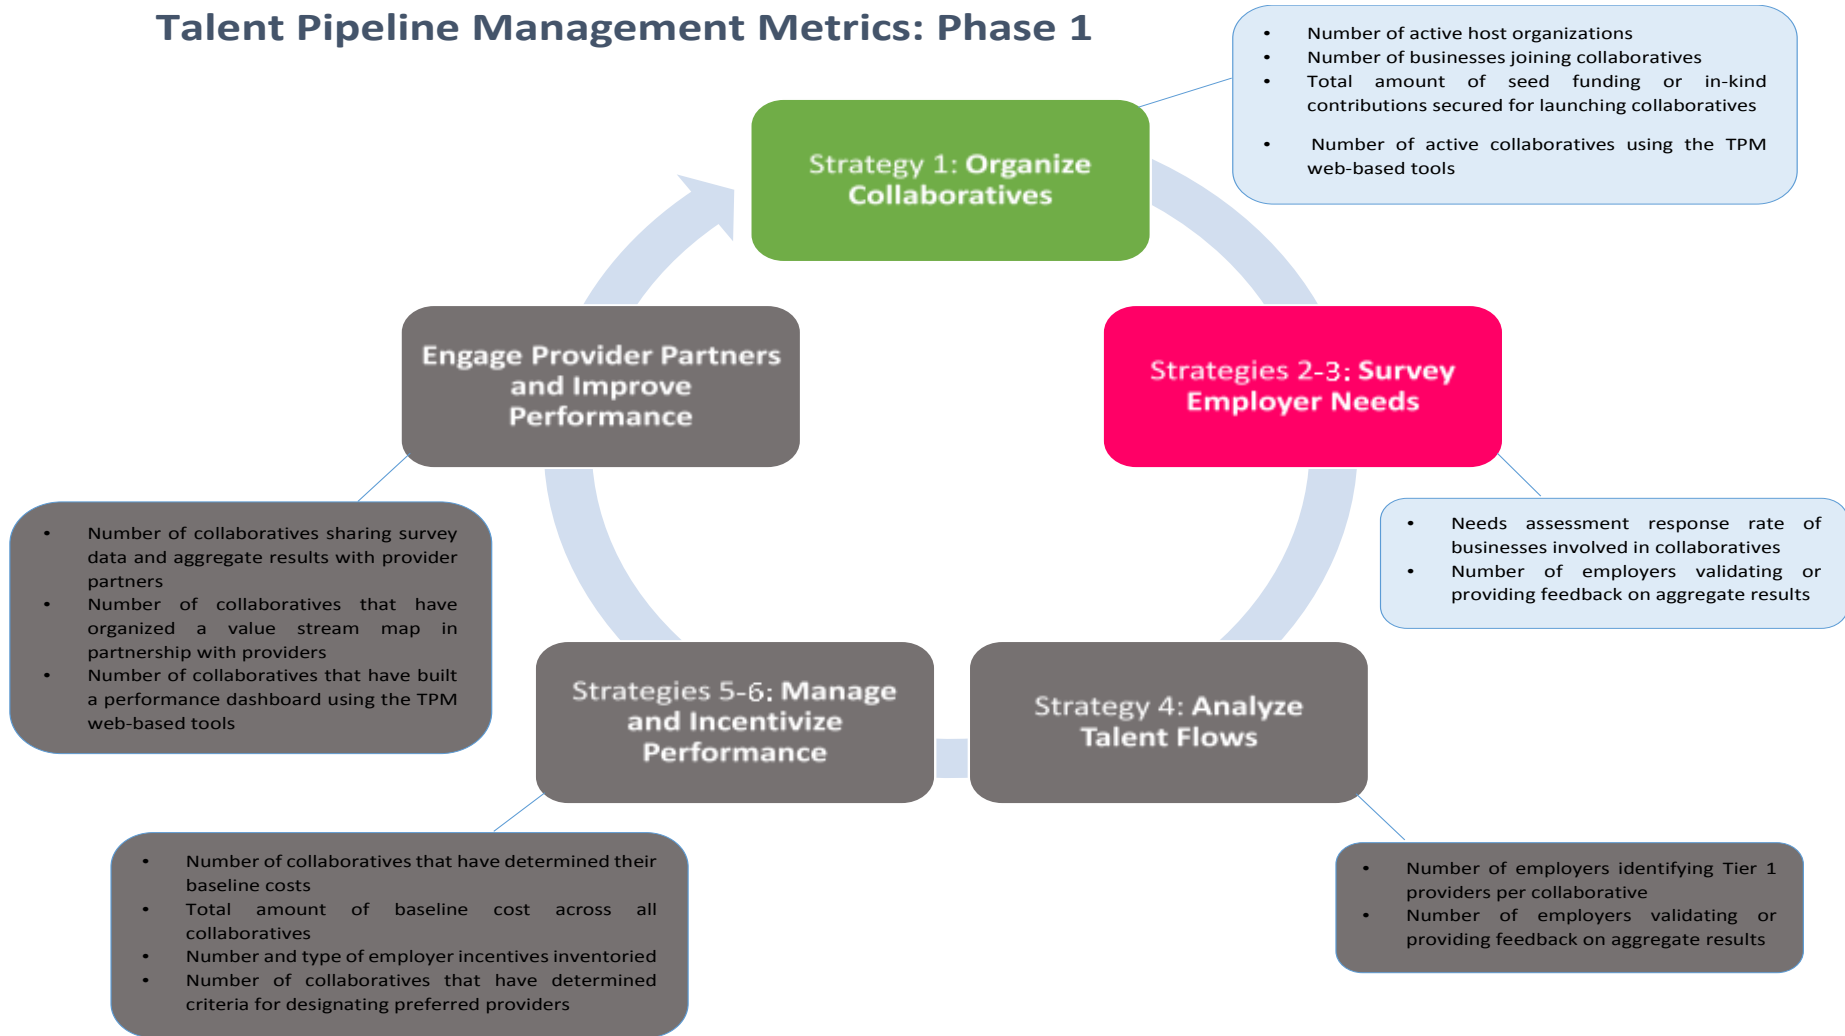 Talent Pipeline Management Metrics: Phase 1
• Number of active host organizations
• Number of businesses joining collaboratives
• Total amount of seed funding or in-kind
contributions secured for launching collaboratives
• Number of active collaboratives using the TPM
web-based tools
Strategy 1: Organize
Collaboratives
Strategies 2-3: Survey
Employer Needs
• Needs assessment response rate of
businesses involved in collaboratives
• Number of employers validating or
providing feedback on aggregate results
Strategy 4: Analyze
Talent Flows
• Number of employers identifying Tier 1
providers per collaborative
• Number of employers validating or
providing feedback on aggregate results
Strategies 5-6: Manage
and Incentivize
Performance
• Number of collaboratives that have determined their
baseline costs
• Total amount of baseline cost across all
collaboratives
• Number and type of employer incentives inventoried
• Number of collaboratives that have determined
criteria for designating preferred providers
Engage Provider Partners
and Improve
Performance
• Number of collaboratives sharing survey
data and aggregate results with provider
partners
• Number of collaboratives that have
organized a value stream map in
partnership with providers
• Number of collaboratives that have built
a performance dashboard using the TPM
web-based tools